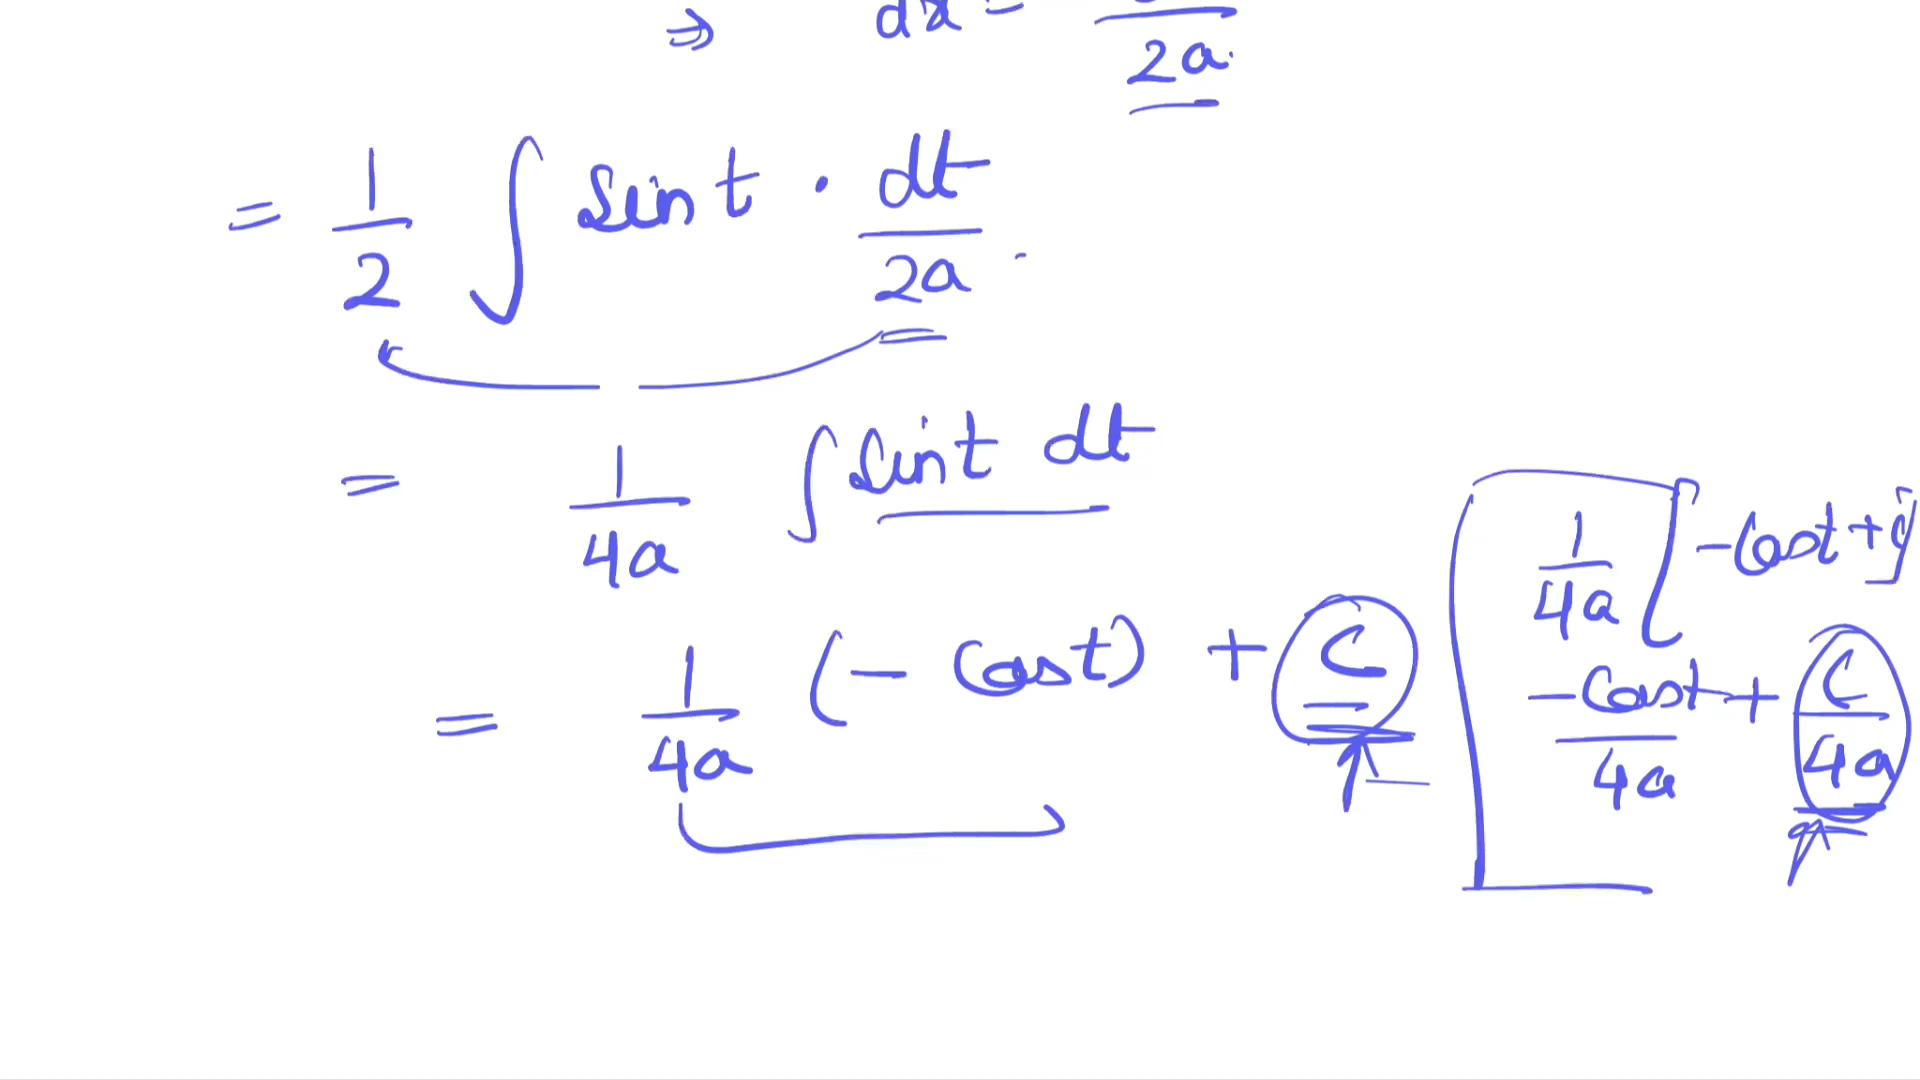 ⇒ dx = /2a.
= 1/2 ∫ sin t · dt/2a .
= 1/4a ∫ sin t dt
= 1/4a (- cos t) + C
1/4a [ - cos t + C ]
- cos t/4a + C/4a